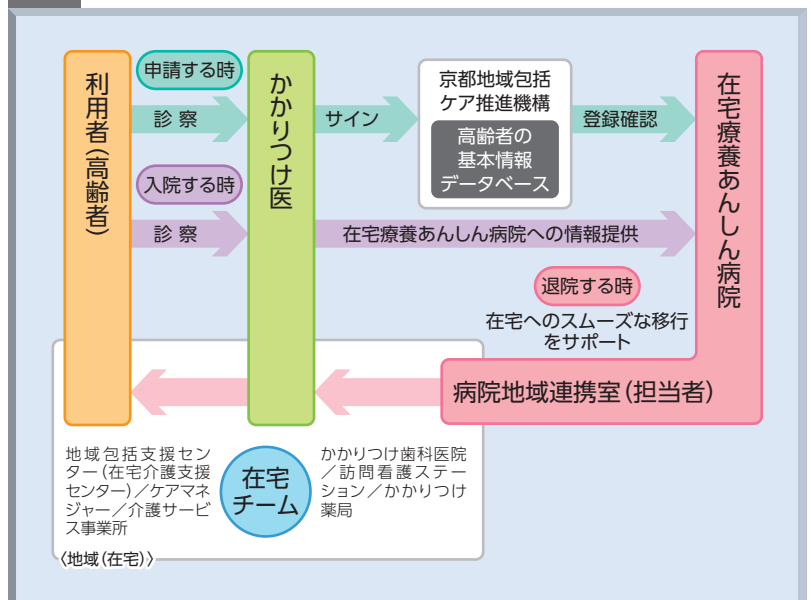 利用者(高齢者)
申請する時
診察
かかりつけ医
サイン
京都地域包括
ケア推進機構
高齢者の
基本情報
データベース
登録確認
在宅療養あんしん病院
入院する時
診察
在宅療養あんしん病院への情報提供
退院する時
在宅へのスムーズな移行
をサポート
病院地域連携室(担当者)
地域包括支援セン
ター(在宅介護支援
センター)/ケアマネ
ジャー/介護サービ
ス事業所
在宅
チーム
かかりつけ歯科医院
/訪問看護ステー
ション/かかりつけ
薬局
〈地域(在宅)〉